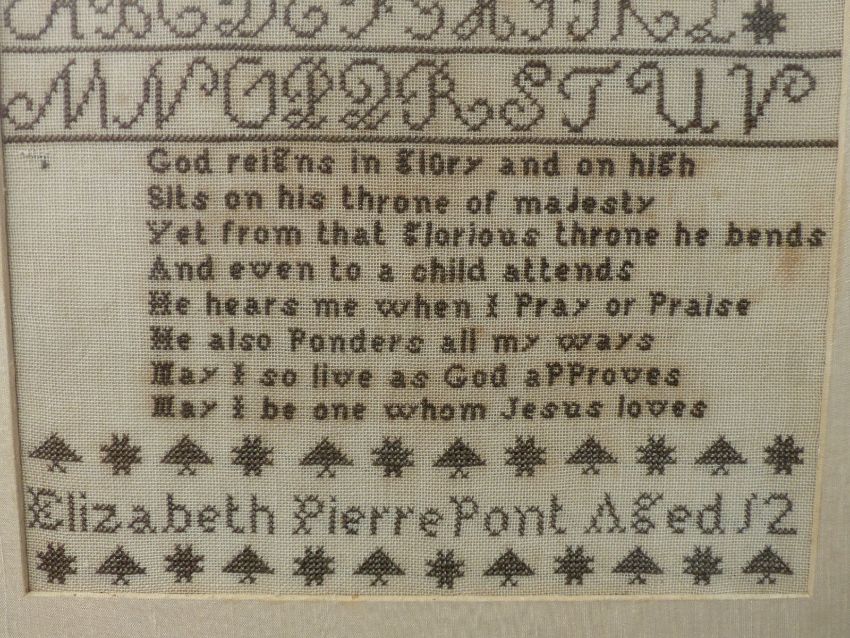 A B C D E F G H I J K L
M N O P Q R S T U V
God reigns in glory and on high
Sits on his throne of majesty
Yet from that glorious throne he bends
And even to a child attends
He hears me when I Pray or Praise
He also Ponders all my ways
May I so live as God aPProves
May I be one whom Jesus loves
Elizabeth PierrePont Aged 12